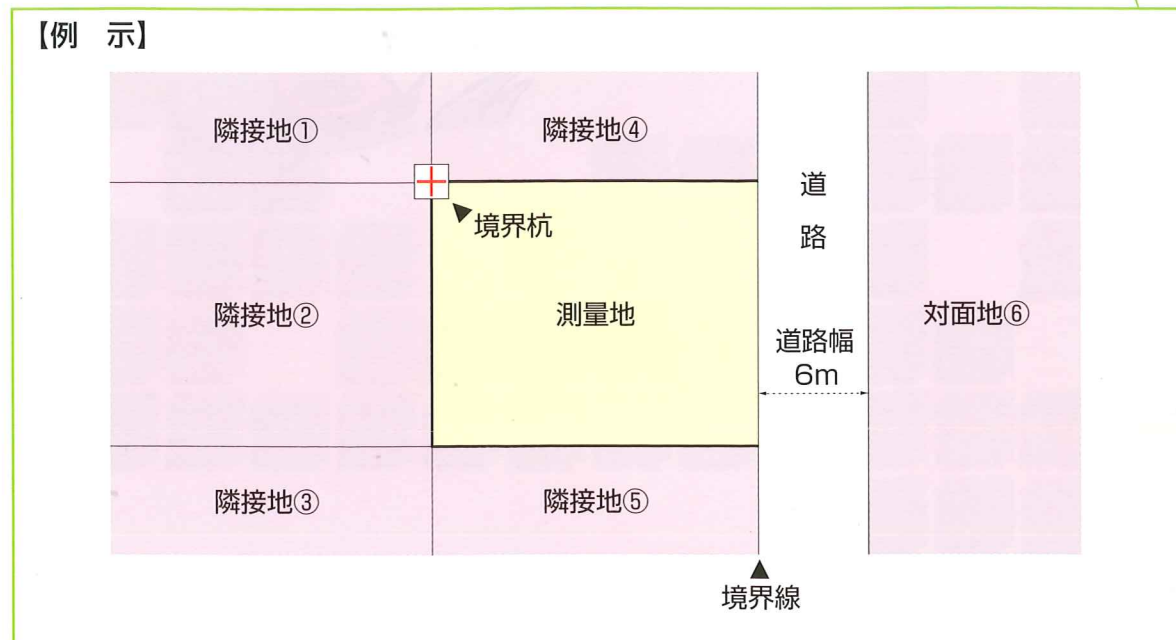 【例　示】
隣接地①
隣接地④
道
路
境界杭
隣接地②
測量地
対面地⑥
道路幅
6m
隣接地③
隣接地⑤
境界線